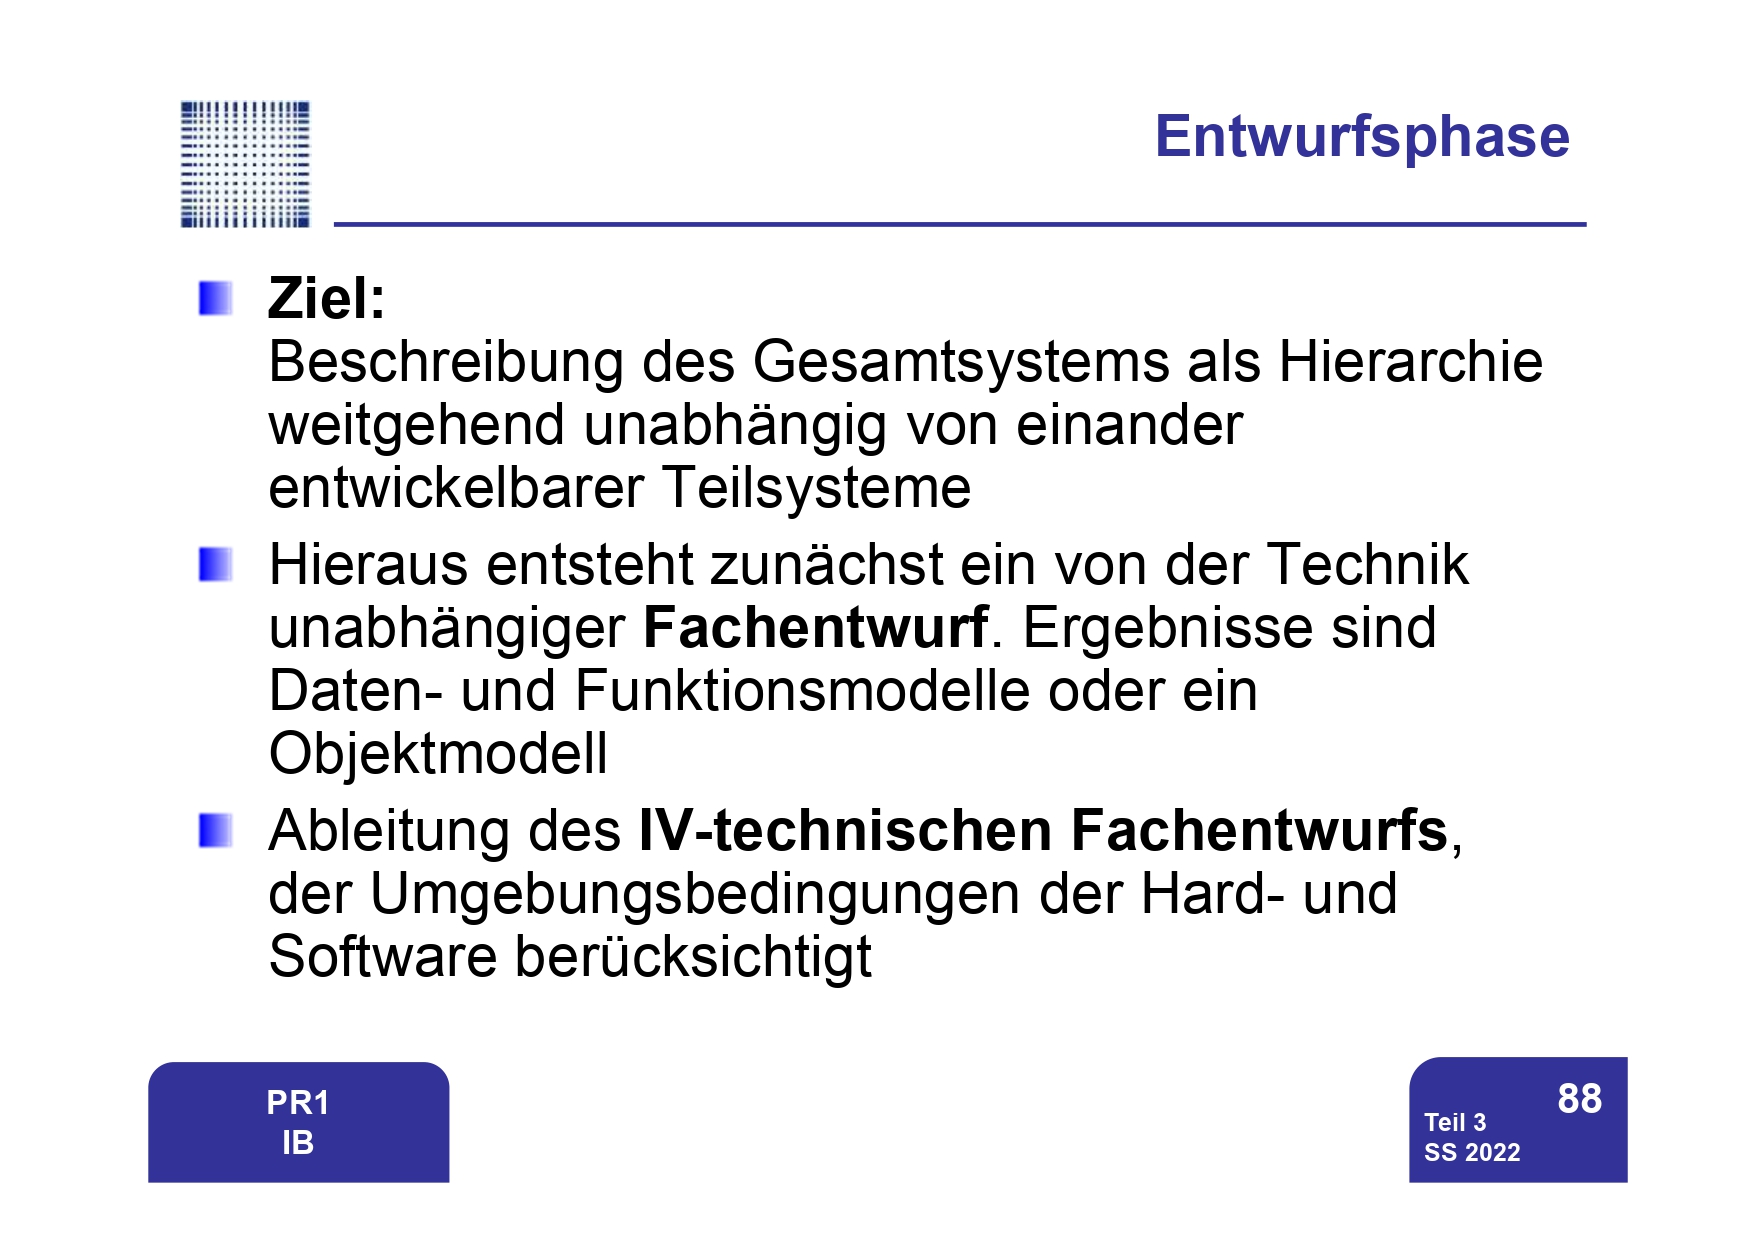 Entwurfsphase
Ziel:
Beschreibung des Gesamtsystems als Hierarchie
weitgehend unabhängig von einander
entwickelbarer Teilsysteme
Hieraus entsteht zunächst ein von der Technik
unabhängiger Fachentwurf. Ergebnisse sind
Daten- und Funktionsmodelle oder ein
Objektmodell
Ableitung des IV-technischen Fachentwurfs,
der Umgebungsbedingungen der Hard- und
Software berücksichtigt
PR1
IB
88
Teil 3
SS 2022